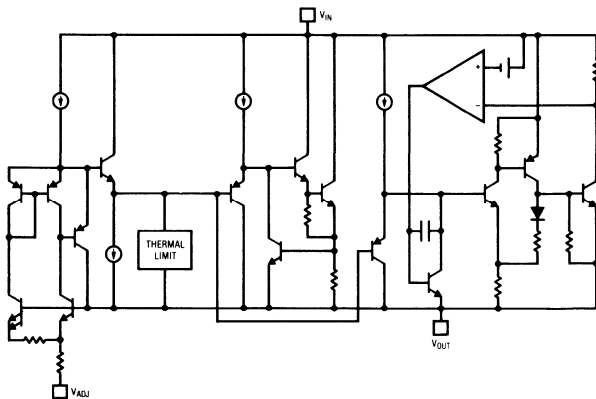 VIN
+
-
THERMAL
LIMIT
VOUT
VADJ